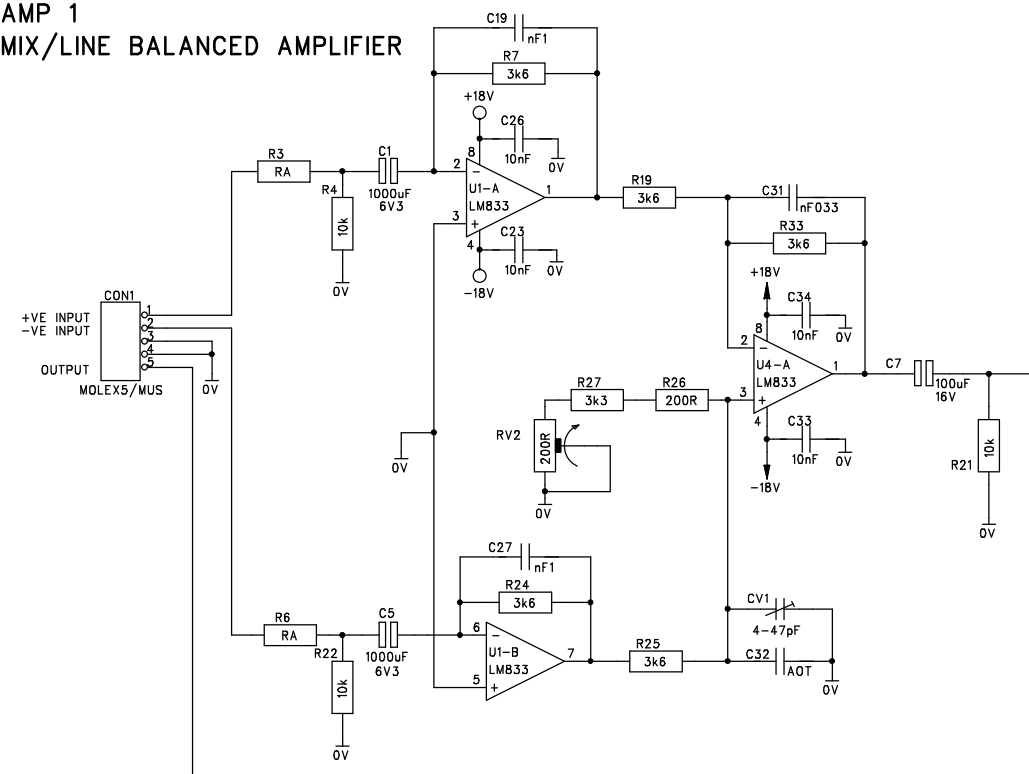 AMP 1
MIX/LINE BALANCED AMPLIFIER
C19
nF1
R7
3k6
+18V
C26
10nF
0V
8
R3
RA
R4
10k
0V
C1
1000uF
6V3
2
-
U1-A
LM833
1
3
+
4
C23
10nF
0V
-18V
R19
3k6
C31
nF033
R33
3k6
+18V
C34
10nF
0V
8
2
-
U4-A
LM833
1
3
+
4
C33
10nF
0V
-18V
C7
100uF
16V
R21
10k
0V
CON1
+VE INPUT
1
-VE INPUT
2
3
4
OUTPUT
5
MOLEX5/MUS
0V
0V
R27
3k3
R26
200R
RV2
200R
0V
C27
nF1
R24
3k6
R6
RA
R22
10k
0V
C5
1000uF
6V3
6
-
U1-B
LM833
7
5
+
R25
3k6
CV1
4-47pF
C32
AOT
0V